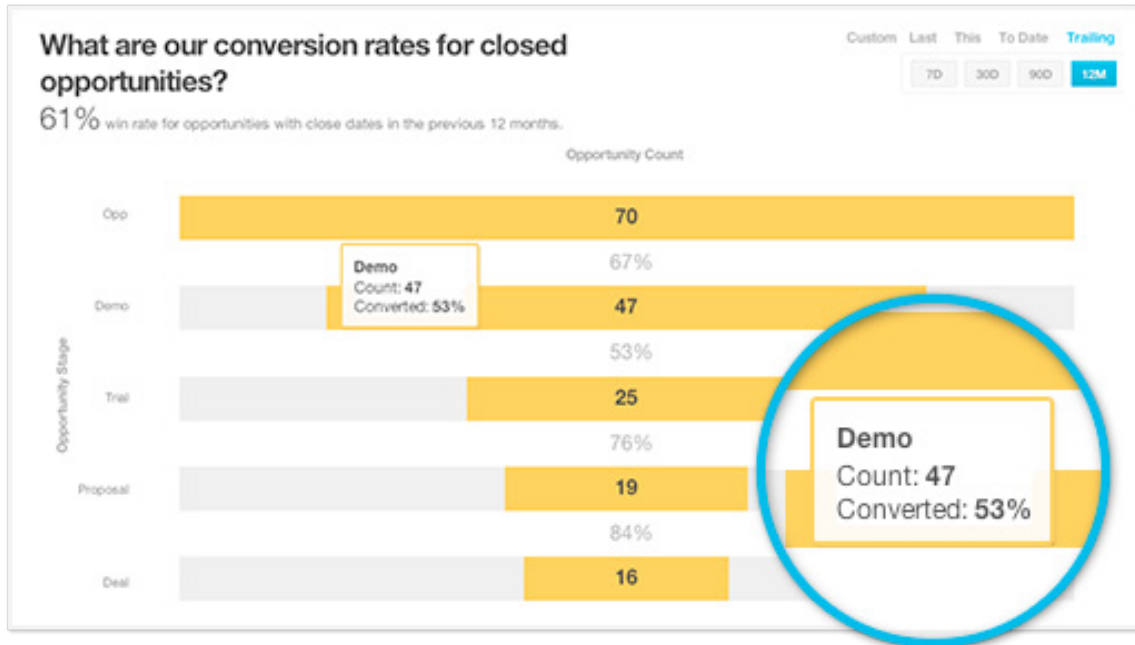 What are our conversion rates for closed
opportunities?
61% win rate for opportunities with close dates in the previous 12 months.
Custom Last This To Date Trailing
7D 30D 90D 12M
Opportunity Count
Opportunity Stage
Opp
70
67%
Demo
Count: 47
Converted: 53%
Demo
47
53%
Trial
25
76%
Proposal
19
84%
Deal
16
Demo
Count: 47
Converted: 53%